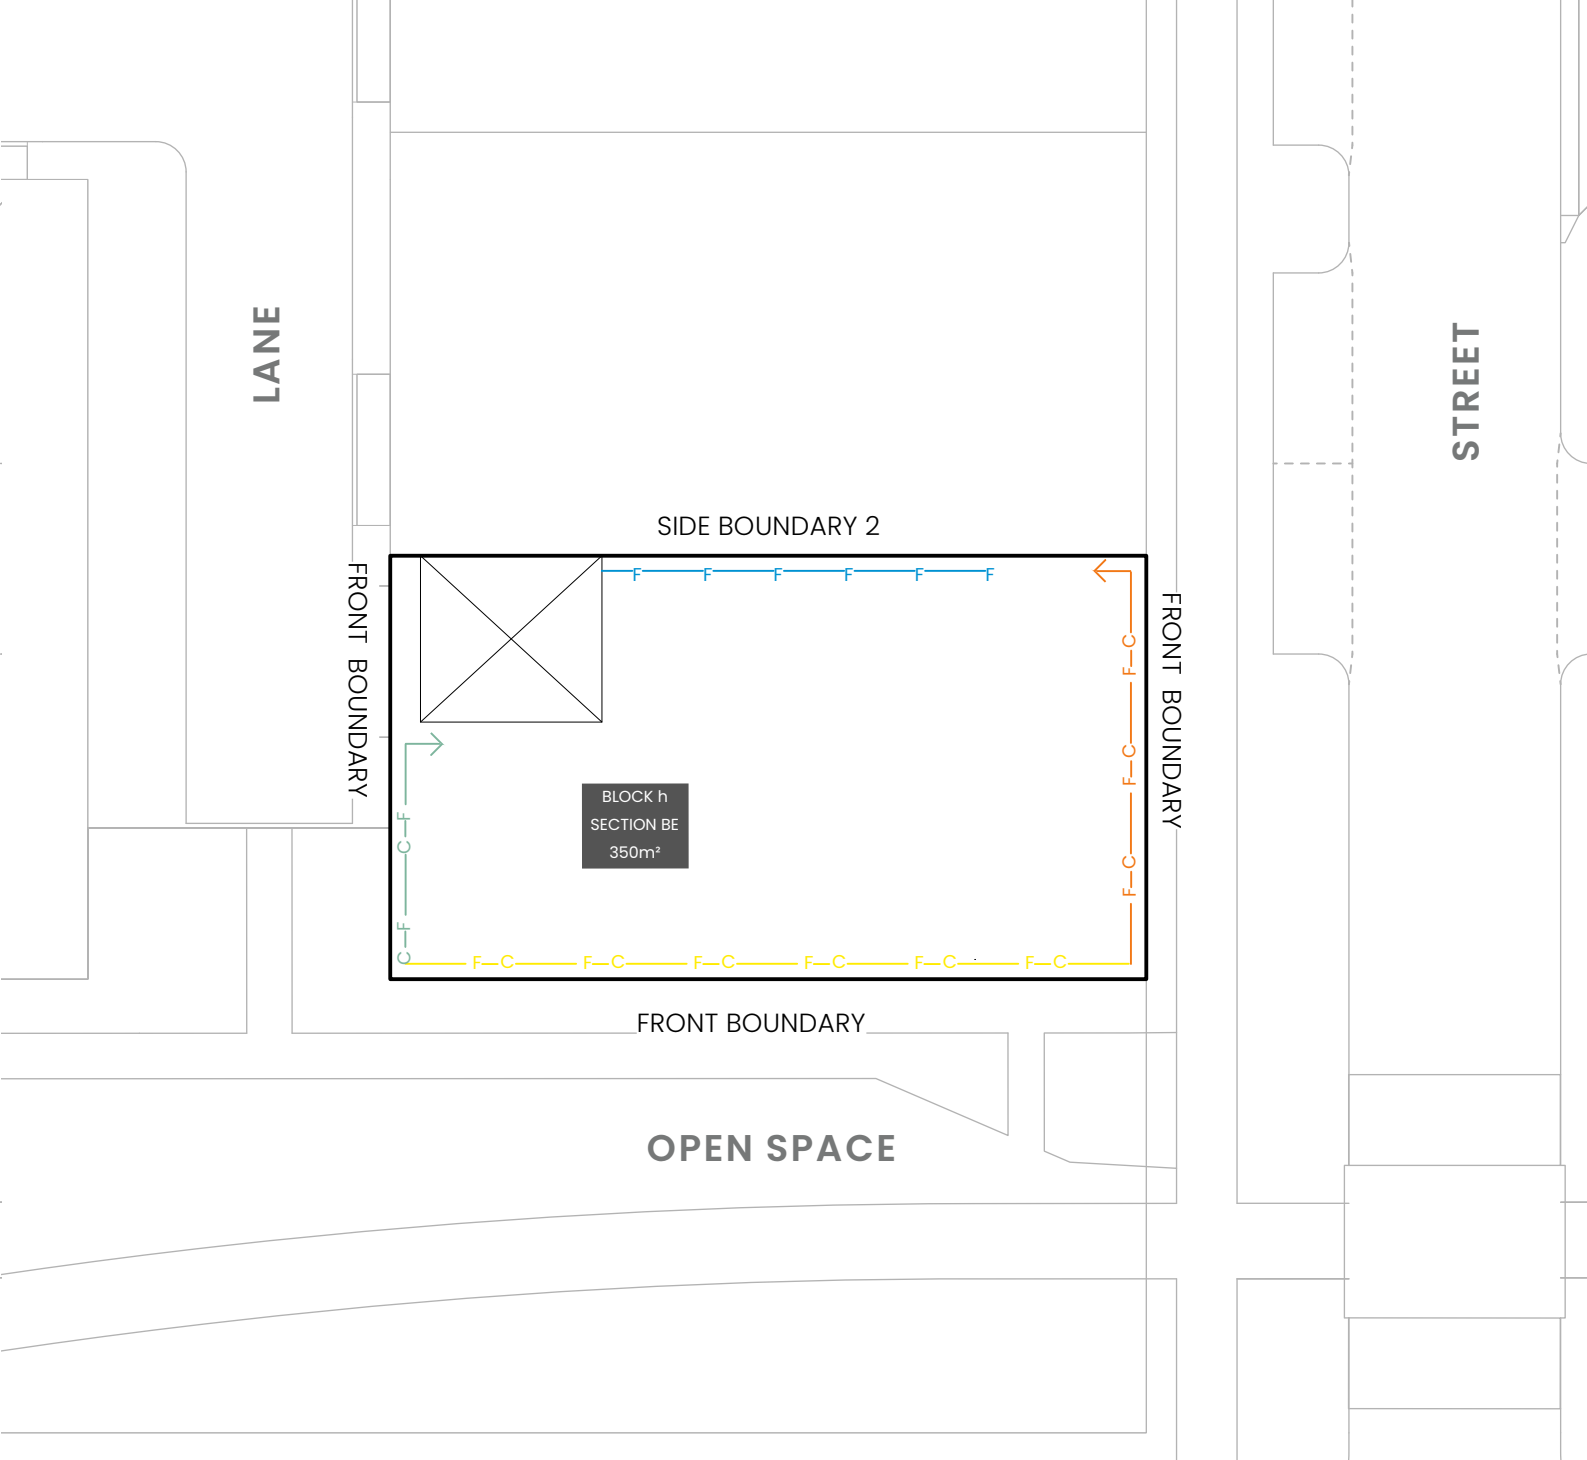 LANE
STREET
SIDE BOUNDARY 2
F F F F F F
FRONT BOUNDARY
FRONT BOUNDARY
F—C
F—C
F—C
C—F
C—F
BLOCK h
SECTION BE
350m²
F—C F—C F—C F—C F—C F—C
FRONT BOUNDARY
OPEN SPACE